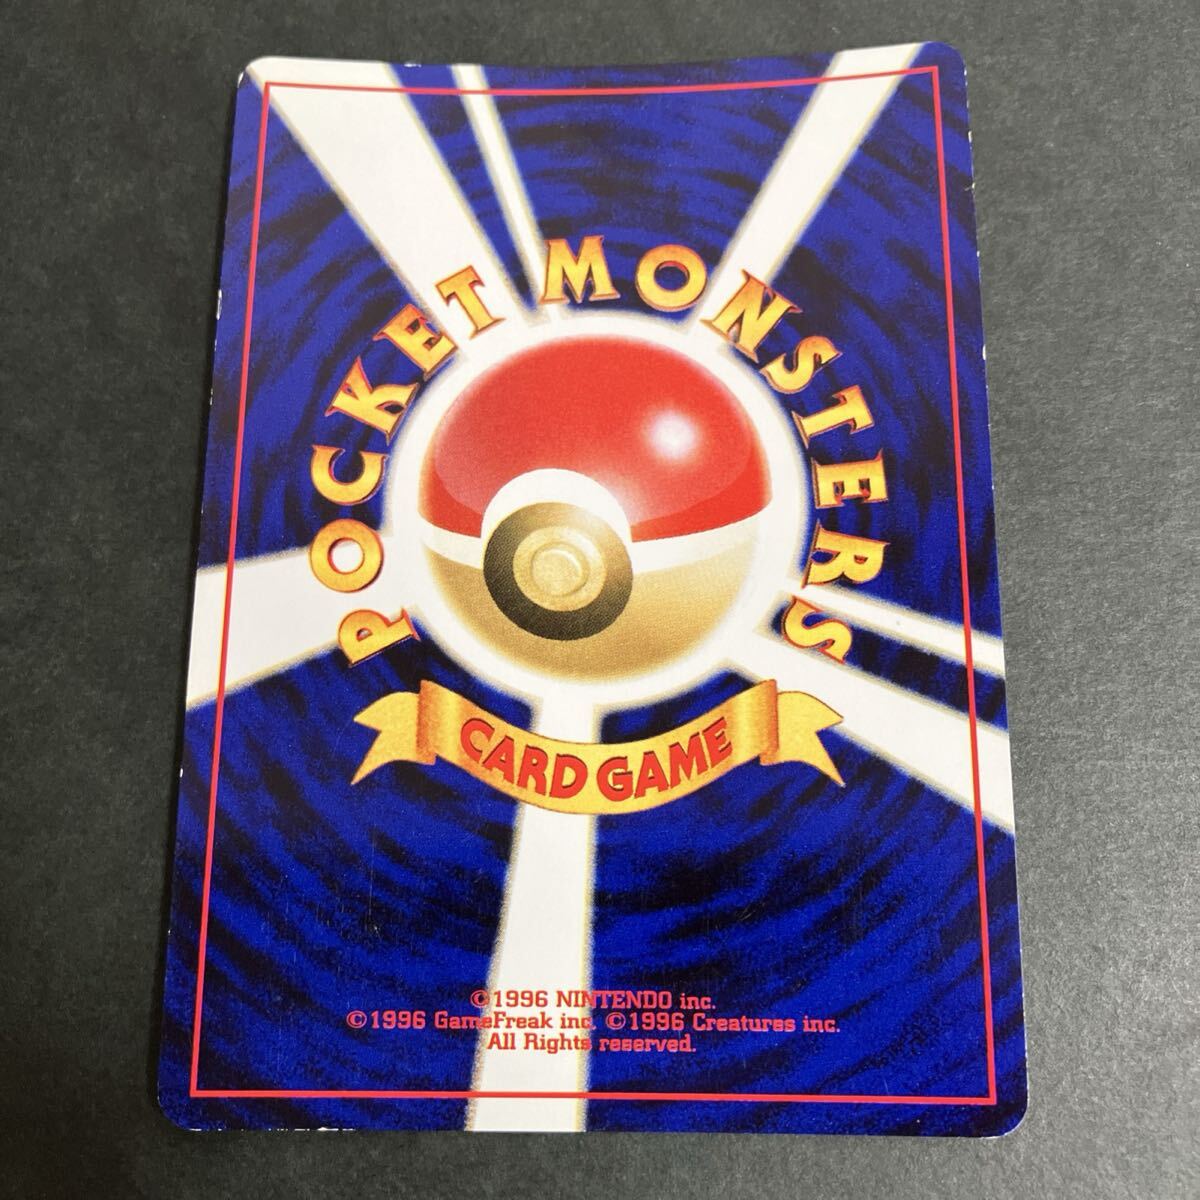 POCKET MONSTERS
CARD GAME
©1996 NINTENDO inc.
©1996 GameFreak inc. ©1996 Creatures inc.
All Rights reserved.